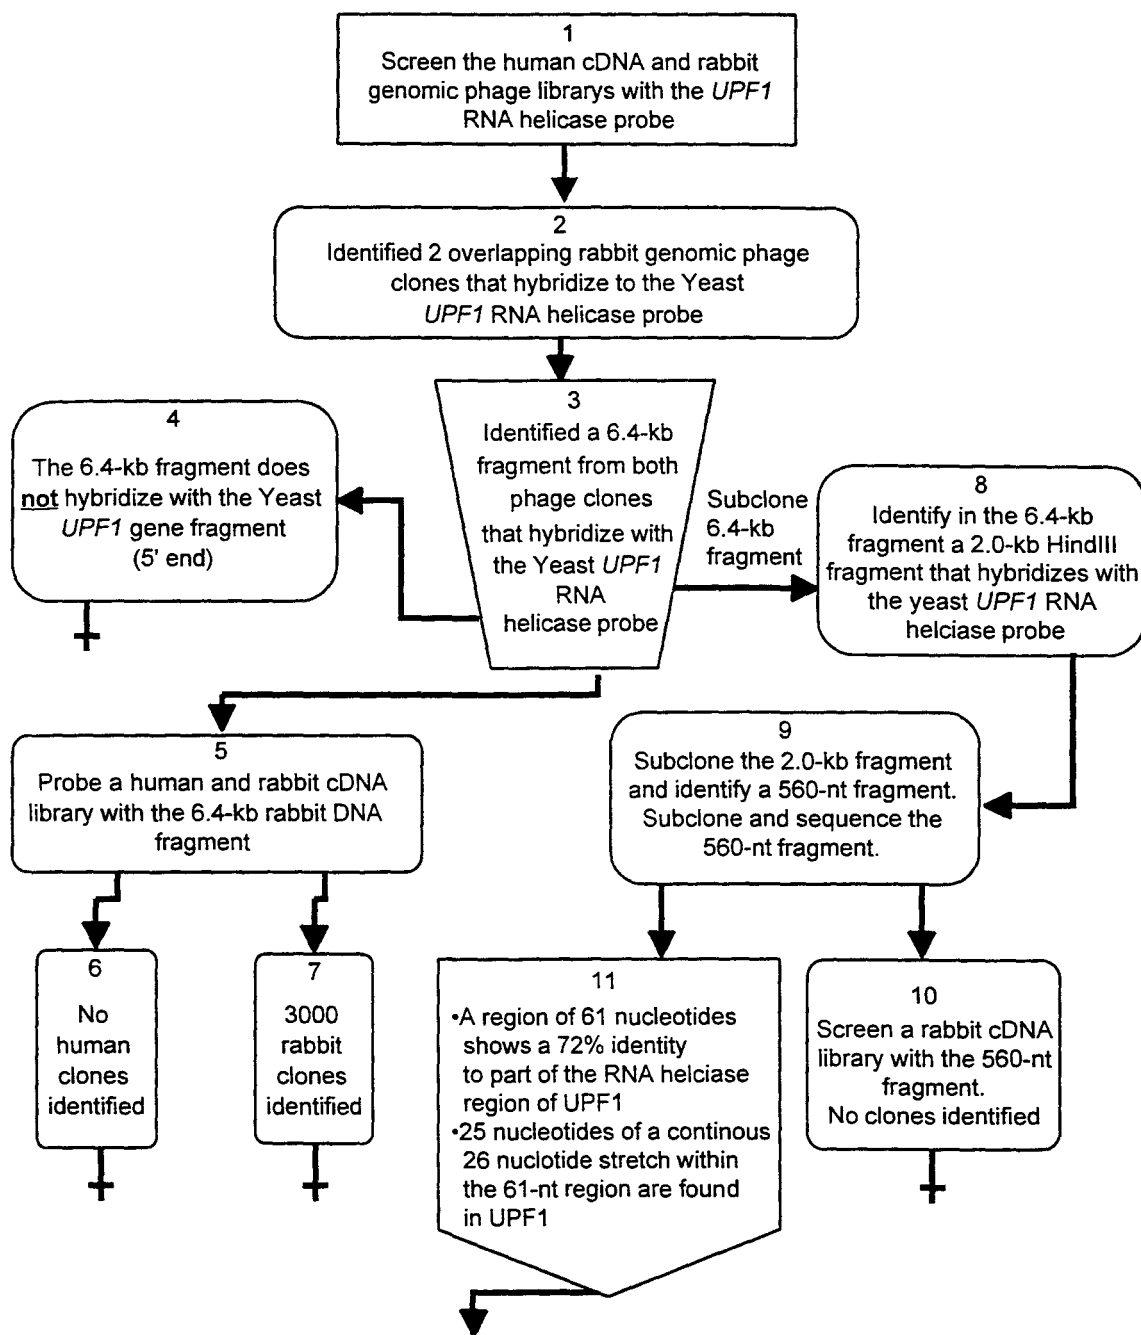 1
Screen the human cDNA and rabbit
genomic phage librarys with the UPF1
RNA helicase probe
2
Identified 2 overlapping rabbit genomic phage
clones that hybridize to the Yeast
UPF1 RNA helicase probe
3
Identified a 6.4-kb
fragment from both
phage clones
that hybridize with
the Yeast UPF1
RNA
helicase probe
4
The 6.4-kb fragment does
not hybridize with the Yeast
UPF1 gene fragment
(5' end)
Subclone
6.4-kb
fragment
8
Identify in the 6.4-kb
fragment a 2.0-kb HindIII
fragment that hybridizes with
the yeast UPF1 RNA
helciase probe
5
Probe a human and rabbit cDNA
library with the 6.4-kb rabbit DNA
fragment
9
Subclone the 2.0-kb fragment
and identify a 560-nt fragment.
Subclone and sequence the
560-nt fragment.
6
No
human
clones
identified
7
3000
rabbit
clones
identified
11
•A region of 61 nucleotides
shows a 72% identity
to part of the RNA helciase
region of UPF1
•25 nucleotides of a continous
26 nuclotide stretch within
the 61-nt region are found
in UPF1
10
Screen a rabbit cDNA
library with the 560-nt
fragment.
No clones identified